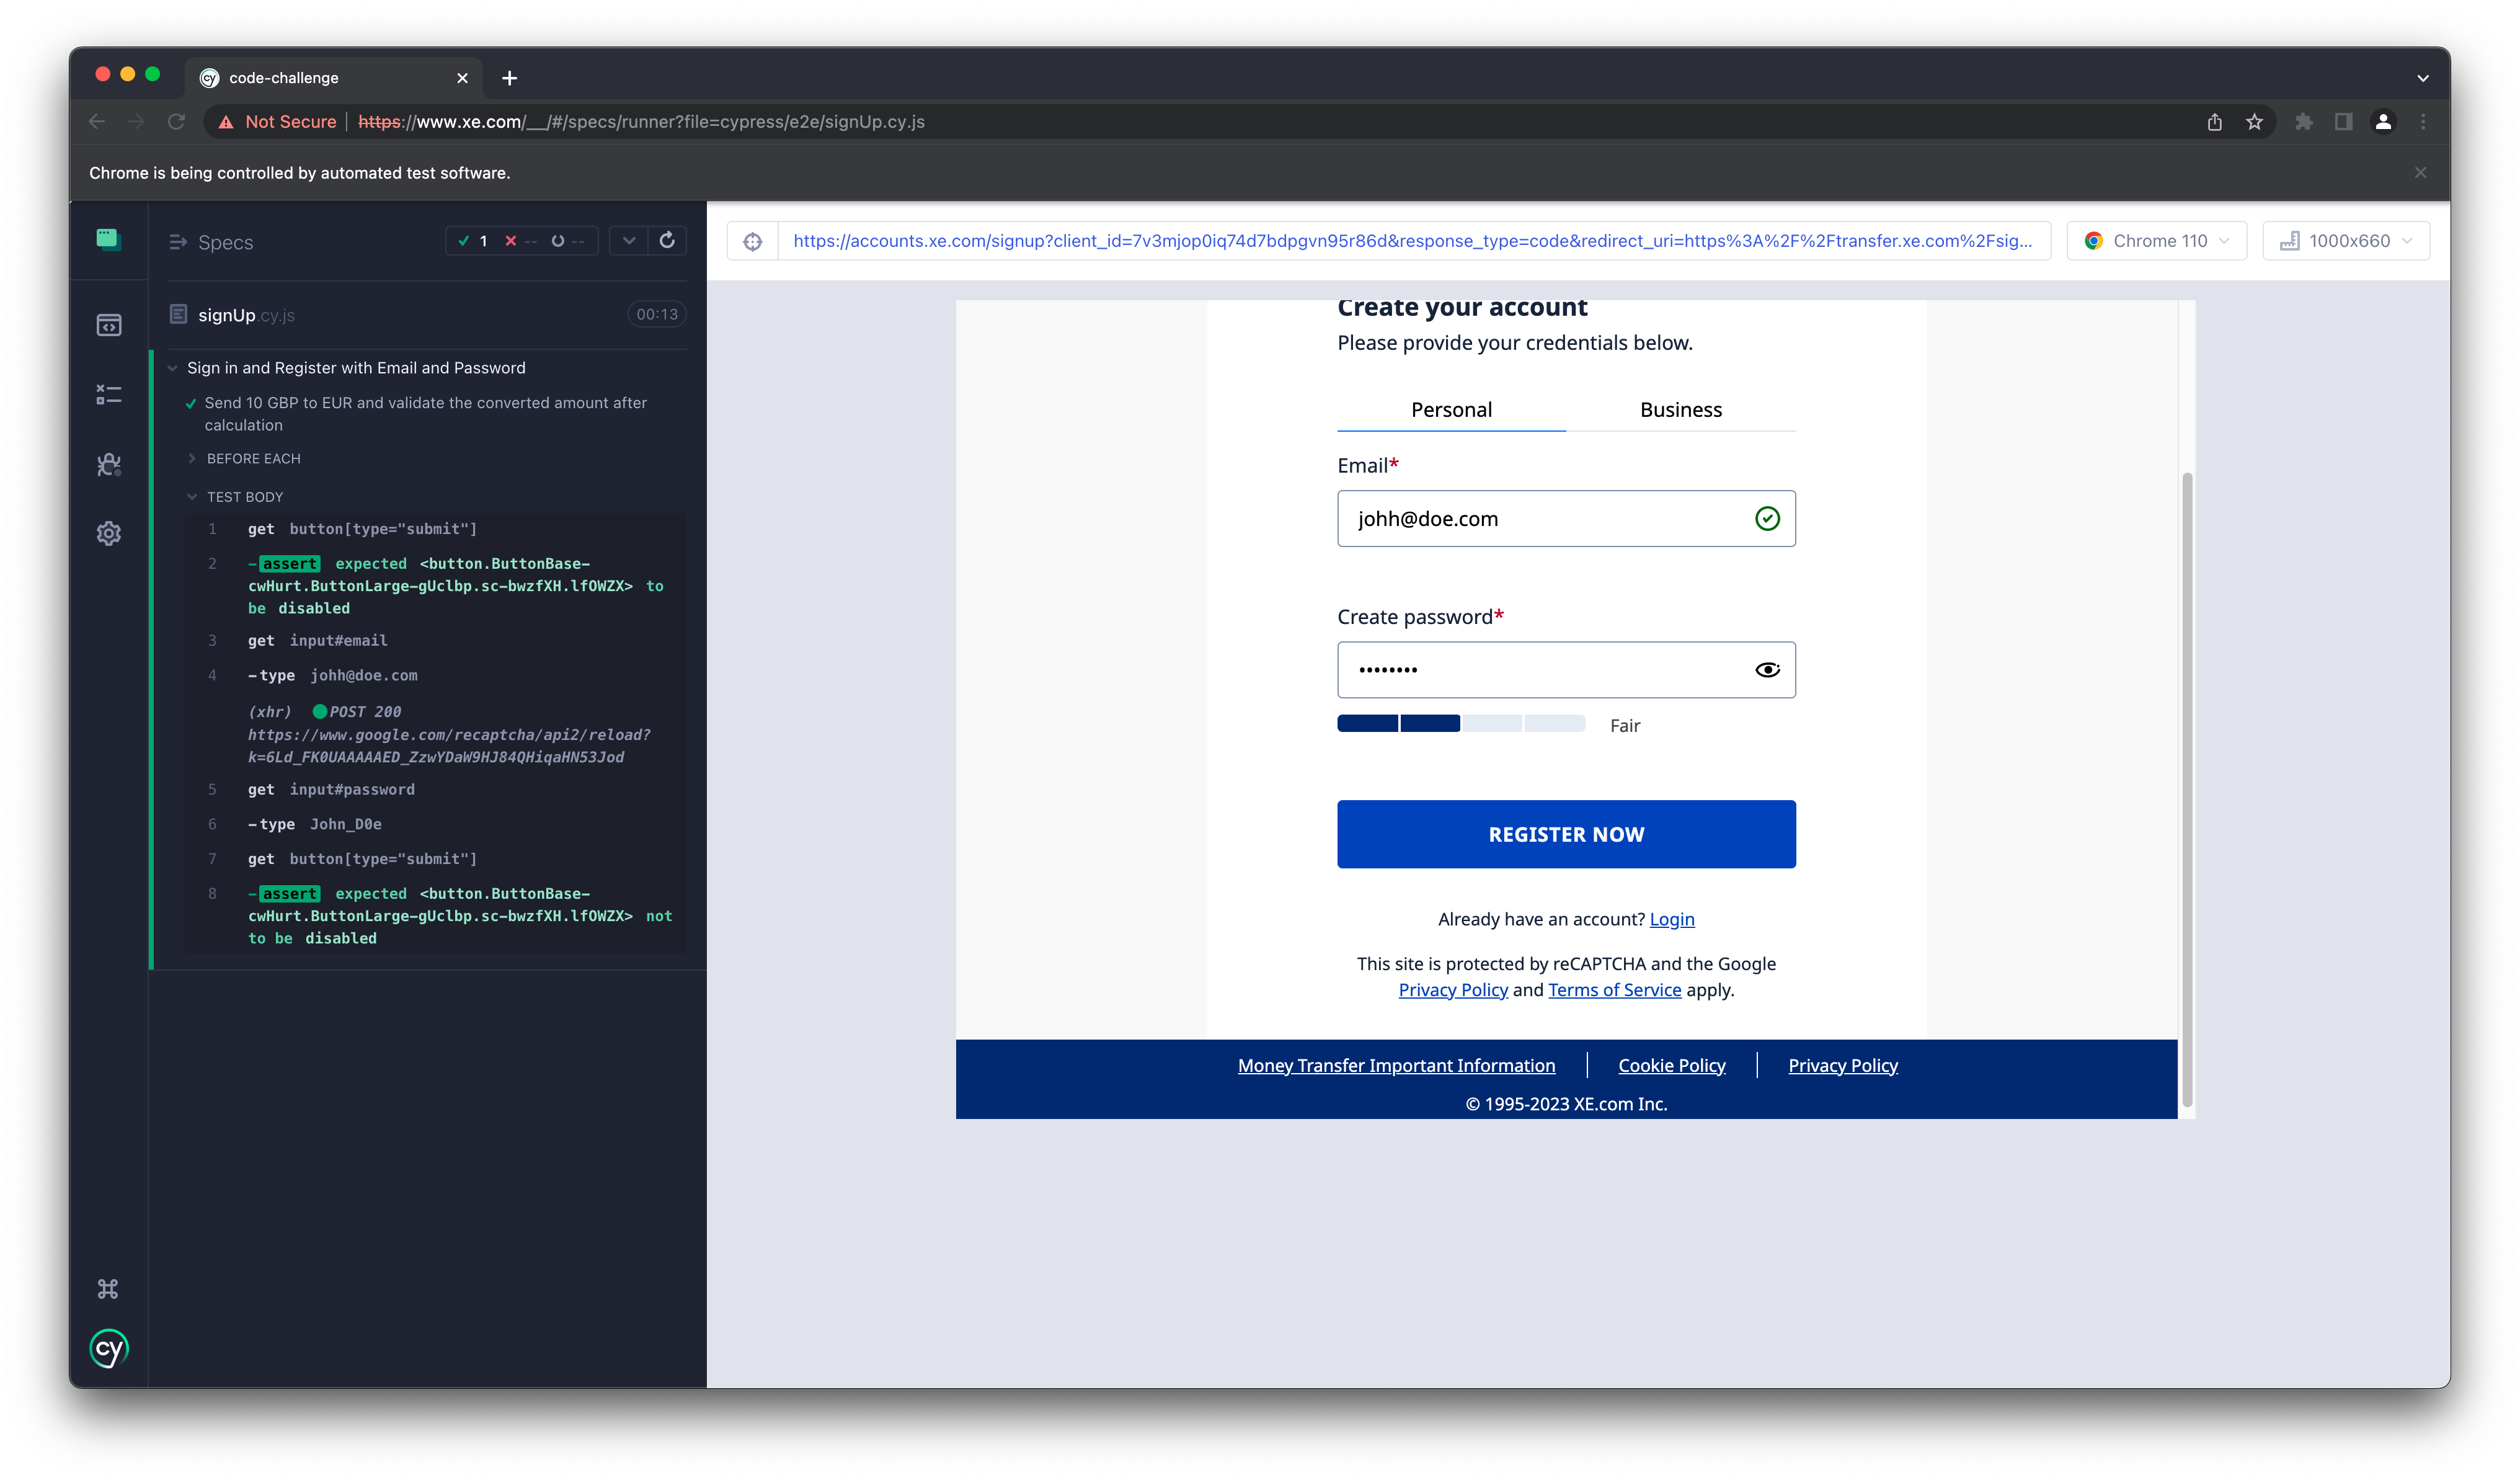 code-challenge
Not Secure https://www.xe.com/__/#/specs/runner?file=cypress/e2e/signUp.cy.js
Chrome is being controlled by automated test software.
Specs
1 -- --
signUp.cy.js 00:13
Sign in and Register with Email and Password
Send 10 GBP to EUR and validate the converted amount after
calculation
BEFORE EACH
TEST BODY
1 get button[type="submit"]
2 -assert expected <button.ButtonBase-
cwHurt.ButtonLarge-gUclbp.sc-bwzfXH.lfOWZX> to
be disabled
3 get input#email
4 -type johh@doe.com
(xhr) POST 200
https://www.google.com/recaptcha/api2/reload?
k=6Ld_FK0UAAAAAED_ZzwYDaW9HJ84QHiqaHN53Jod
5 get input#password
6 -type John_D0e
7 get button[type="submit"]
8 -assert expected <button.ButtonBase-
cwHurt.ButtonLarge-gUclbp.sc-bwzfXH.lfOWZX> not
to be disabled
cy
https://accounts.xe.com/signup?client_id=7v3mjop0iq74d7bdpgvn95r86d&response_type=code&redirect_uri=https%3A%2F%2Ftransfer.xe.com%2Fsig...
Chrome 110
1000x660
Create your account
Please provide your credentials below.
Personal Business
Email*
johh@doe.com
Create password*
••••••••
Fair
REGISTER NOW
Already have an account? Login
This site is protected by reCAPTCHA and the Google
Privacy Policy and Terms of Service apply.
Money Transfer Important Information Cookie Policy Privacy Policy
© 1995-2023 XE.com Inc.